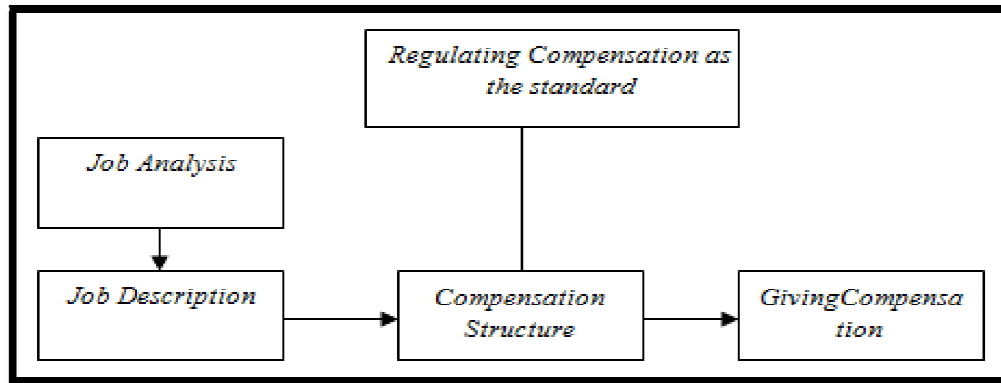 Regulating Compensation as
the standard
Job Analysis
Job Description
Compensation
Structure
GivingCompensa
tion